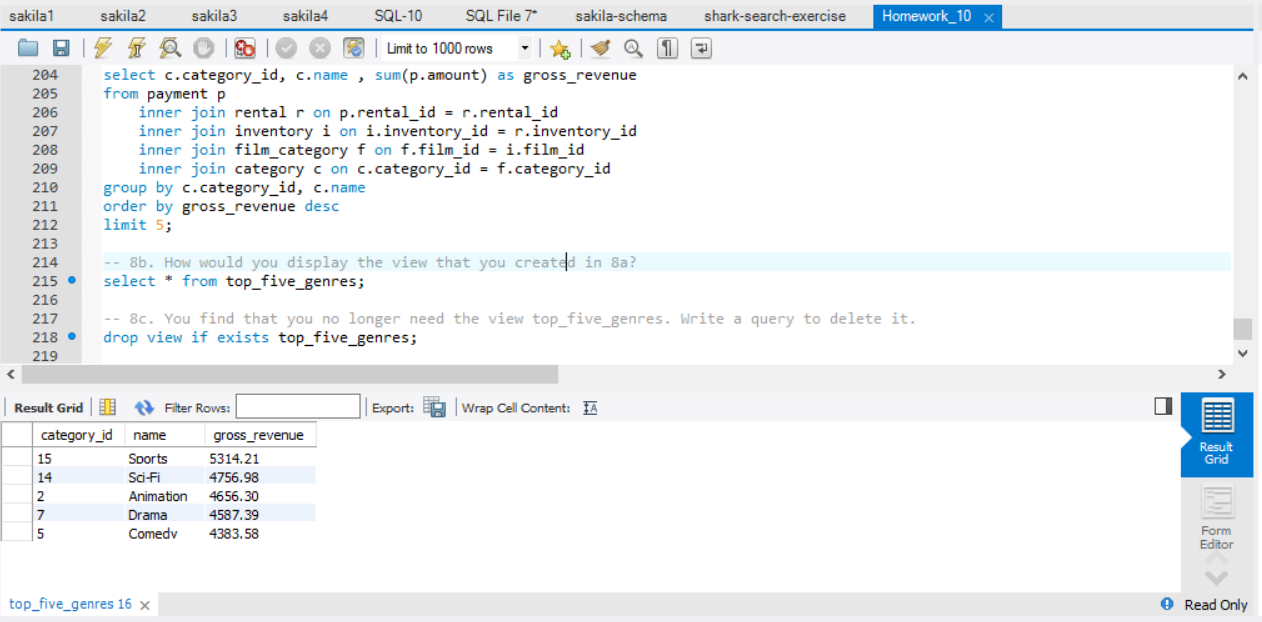 sakila1 sakila2 sakila3 sakila4 SQL-10 SQL File 7* sakila-schema shark-search-exercise Homework_10
Limit to 1000 rows
204 select c.category_id, c.name , sum(p.amount) as gross_revenue
205 from payment p
206 inner join rental r on p.rental_id = r.rental_id
207 inner join inventory i on i.inventory_id = r.inventory_id
208 inner join film_category f on f.film_id = i.film_id
209 inner join category c on c.category_id = f.category_id
210 group by c.category_id, c.name
211 order by gross_revenue desc
212 limit 5;
213
214 -- 8b. How would you display the view that you created in 8a?
215 select * from top_five_genres;
216
217 -- 8c. You find that you no longer need the view top_five_genres. Write a query to delete it.
218 drop view if exists top_five_genres;
219
Result Grid Filter Rows: Export: Wrap Cell Content: IA
category_id name gross_revenue
15 Sports 5314.21
14 Sci-Fi 4756.98
2 Animation 4656.30
7 Drama 4587.39
5 Comedy 4383.58
Result
Grid
Form
Editor
top_five_genres 16
Read Only